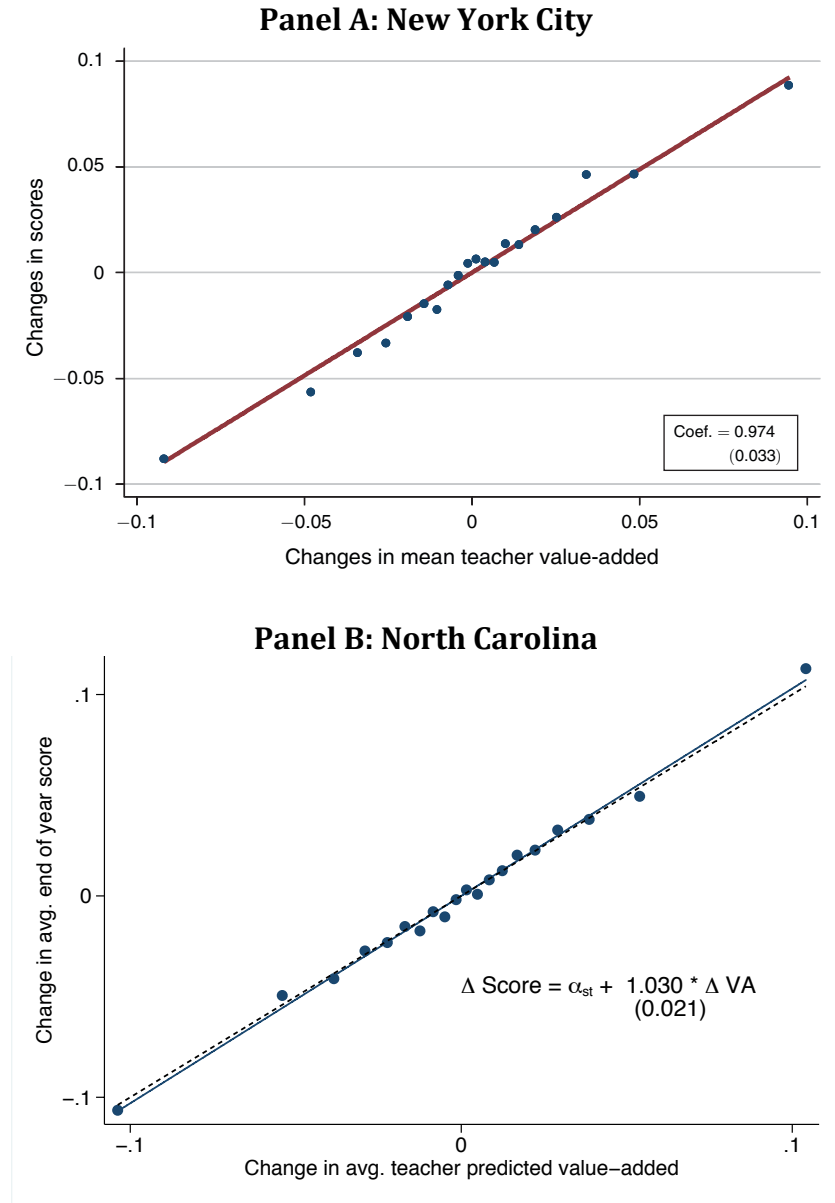 Panel A: New York City
0.1
0.05
0
−0.05
−0.1
Changes in scores
Coef. = 0.974
(0.033)
−0.1
−0.05
0
0.05
0.1
Changes in mean teacher value-added
Panel B: North Carolina
.1
0
−.1
Change in avg. end of year score
Δ Score = αst + 1.030 * Δ VA
(0.021)
−.1
0
.1
Change in avg. teacher predicted value−added